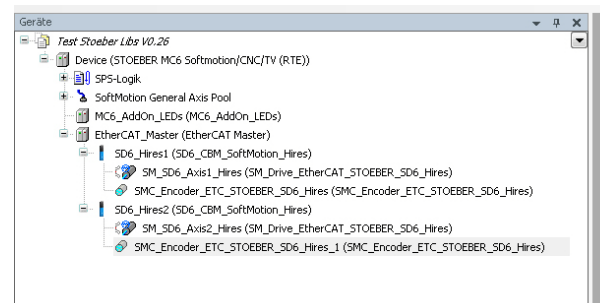 Geräte
Test Stoeber Libs V0.26
Device (STOEBER MC6 Softmotion/CNC/TV (RTE))
SPS-Logik
SoftMotion General Axis Pool
MC6_AddOn_LEDs (MC6_AddOn_LEDs)
EtherCAT_Master (EtherCAT Master)
SD6_Hires1 (SD6_CBM_SoftMotion_Hires)
SM_SD6_Axis1_Hires (SM_Drive_EtherCAT_STOEBER_SD6_Hires)
SMC_Encoder_ETC_STOEBER_SD6_Hires (SMC_Encoder_ETC_STOEBER_SD6_Hires)
SD6_Hires2 (SD6_CBM_SoftMotion_Hires)
SM_SD6_Axis2_Hires (SM_Drive_EtherCAT_STOEBER_SD6_Hires)
SMC_Encoder_ETC_STOEBER_SD6_Hires_1 (SMC_Encoder_ETC_STOEBER_SD6_Hires)